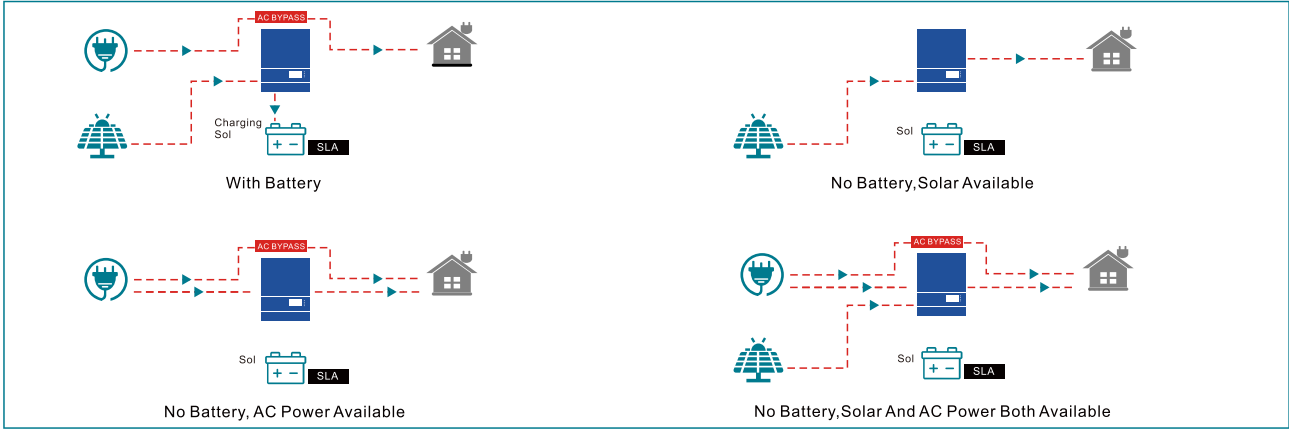 AC BYPASS
Charging
Sol
SLA
With Battery
Sol
SLA
No Battery,Solar Available
AC BYPASS
Sol
SLA
No Battery, AC Power Available
AC BYPASS
Sol
SLA
No Battery,Solar And AC Power Both Available